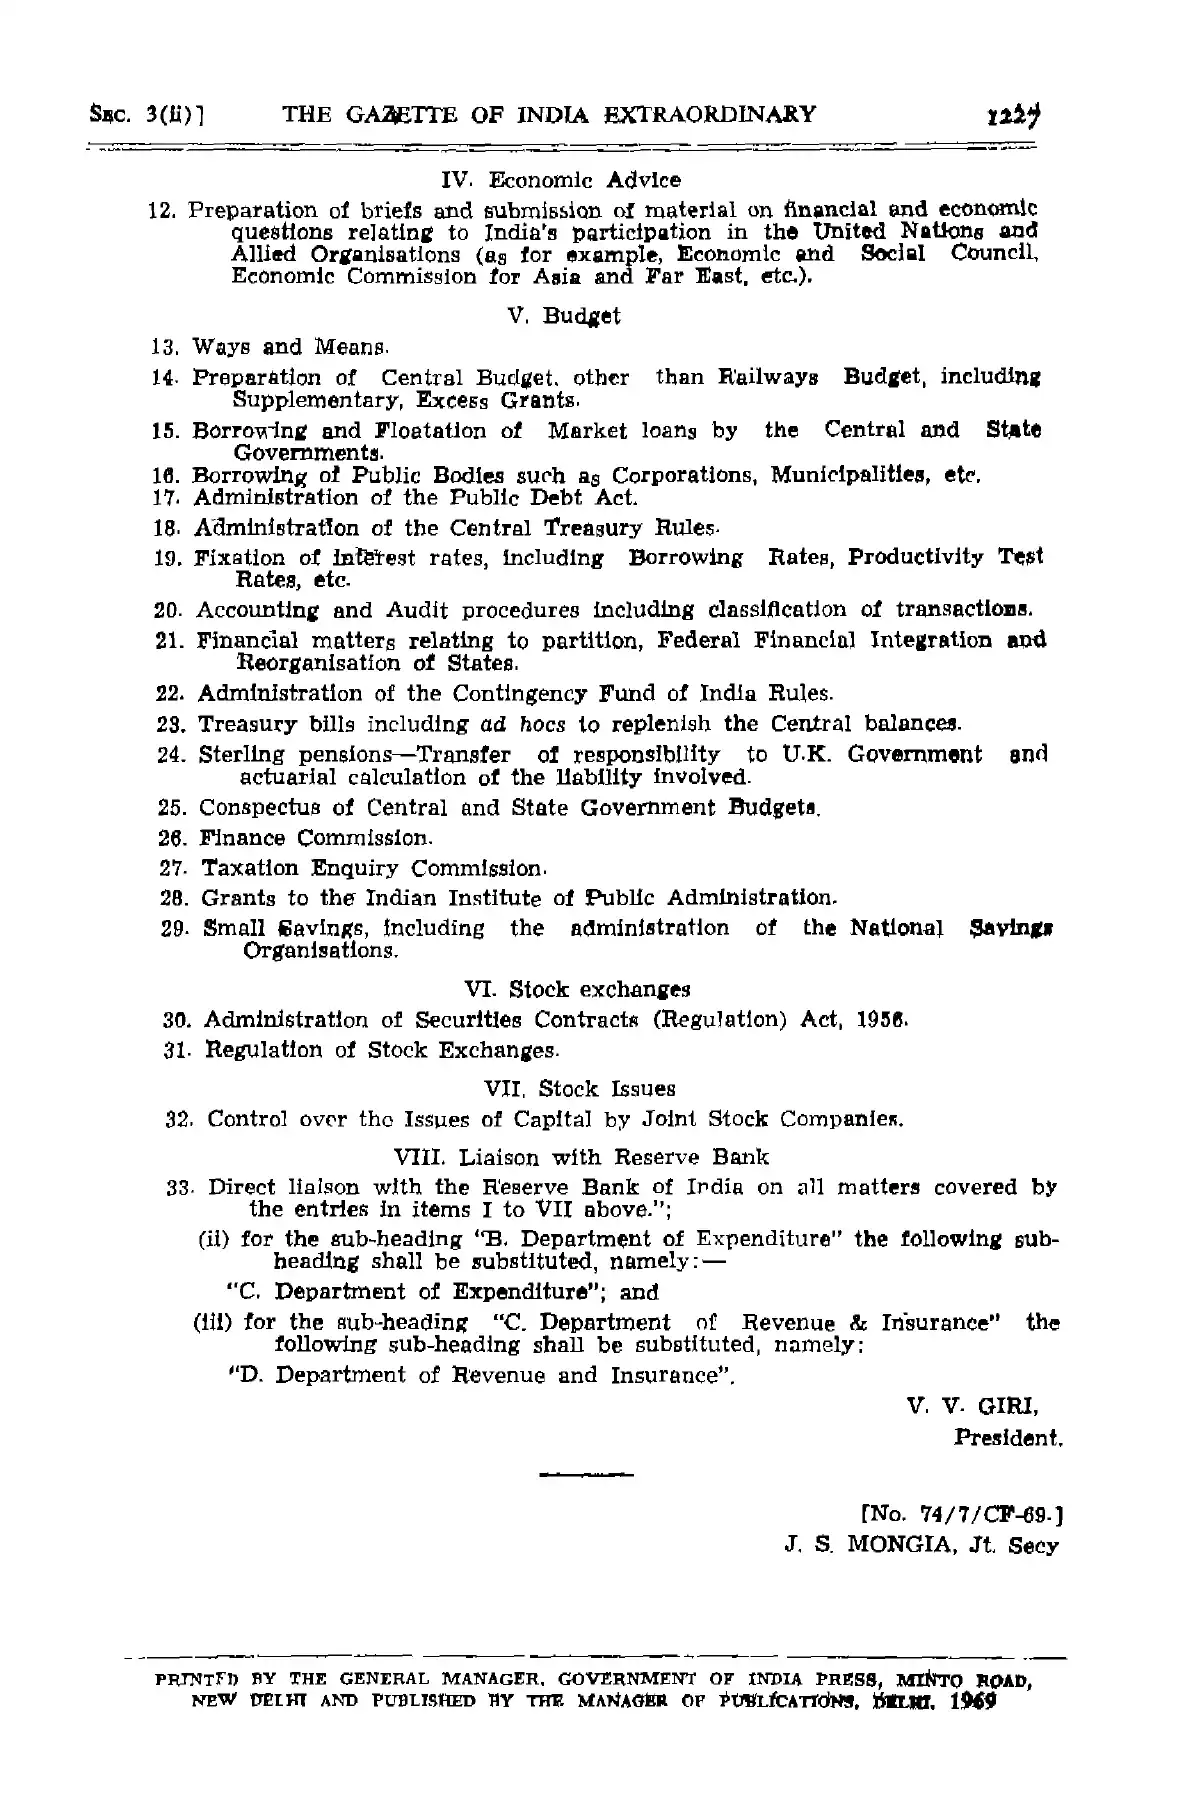 SEC. 3(ii)] THE GAZETTE OF INDIA EXTRAORDINARY 1227
IV. Economic Advice
12. Preparation of briefs and submission of material on financial and economic
questions relating to India's participation in the United Nations and
Allied Organisations (as for example, Economic and Social Council,
Economic Commission for Asia and Far East, etc.).
V. Budget
13. Ways and Means.
14. Preparation of Central Budget, other than Railways Budget, including
Supplementary, Excess Grants.
15. Borrowing and Floatation of Market loans by the Central and State
Governments.
16. Borrowing of Public Bodies such as Corporations, Municipalities, etc.
17. Administration of the Public Debt Act.
18. Administration of the Central Treasury Rules.
19. Fixation of interest rates, including Borrowing Rates, Productivity Test
Rates, etc.
20. Accounting and Audit procedures including classification of transactions.
21. Financial matters relating to partition, Federal Financial Integration and
Reorganisation of States.
22. Administration of the Contingency Fund of India Rules.
23. Treasury bills including ad hocs to replenish the Central balances.
24. Sterling pensions—Transfer of responsibility to U.K. Government and
actuarial calculation of the liability involved.
25. Conspectus of Central and State Government Budgets.
26. Finance Commission.
27. Taxation Enquiry Commission.
28. Grants to the Indian Institute of Public Administration.
29. Small Savings, including the administration of the National Savings
Organisations.
VI. Stock exchanges
30. Administration of Securities Contracts (Regulation) Act, 1956.
31. Regulation of Stock Exchanges.
VII. Stock Issues
32. Control over the Issues of Capital by Joint Stock Companies.
VIII. Liaison with Reserve Bank
33. Direct liaison with the Reserve Bank of India on all matters covered by
the entries in items I to VII above.";
(ii) for the sub-heading "B. Department of Expenditure" the following sub-
heading shall be substituted, namely:—
"C. Department of Expenditure"; and
(iii) for the sub-heading "C. Department of Revenue & Insurance" the
following sub-heading shall be substituted, namely:
"D. Department of Revenue and Insurance".
V. V. GIRI,
President.
[No. 74/7/CF-69.]
J. S. MONGIA, Jt. Secy
PRINTED BY THE GENERAL MANAGER, GOVERNMENT OF INDIA PRESS, MINTO ROAD,
NEW DELHI AND PUBLISHED BY THE MANAGER OF PUBLICATIONS, DELHI, 1969